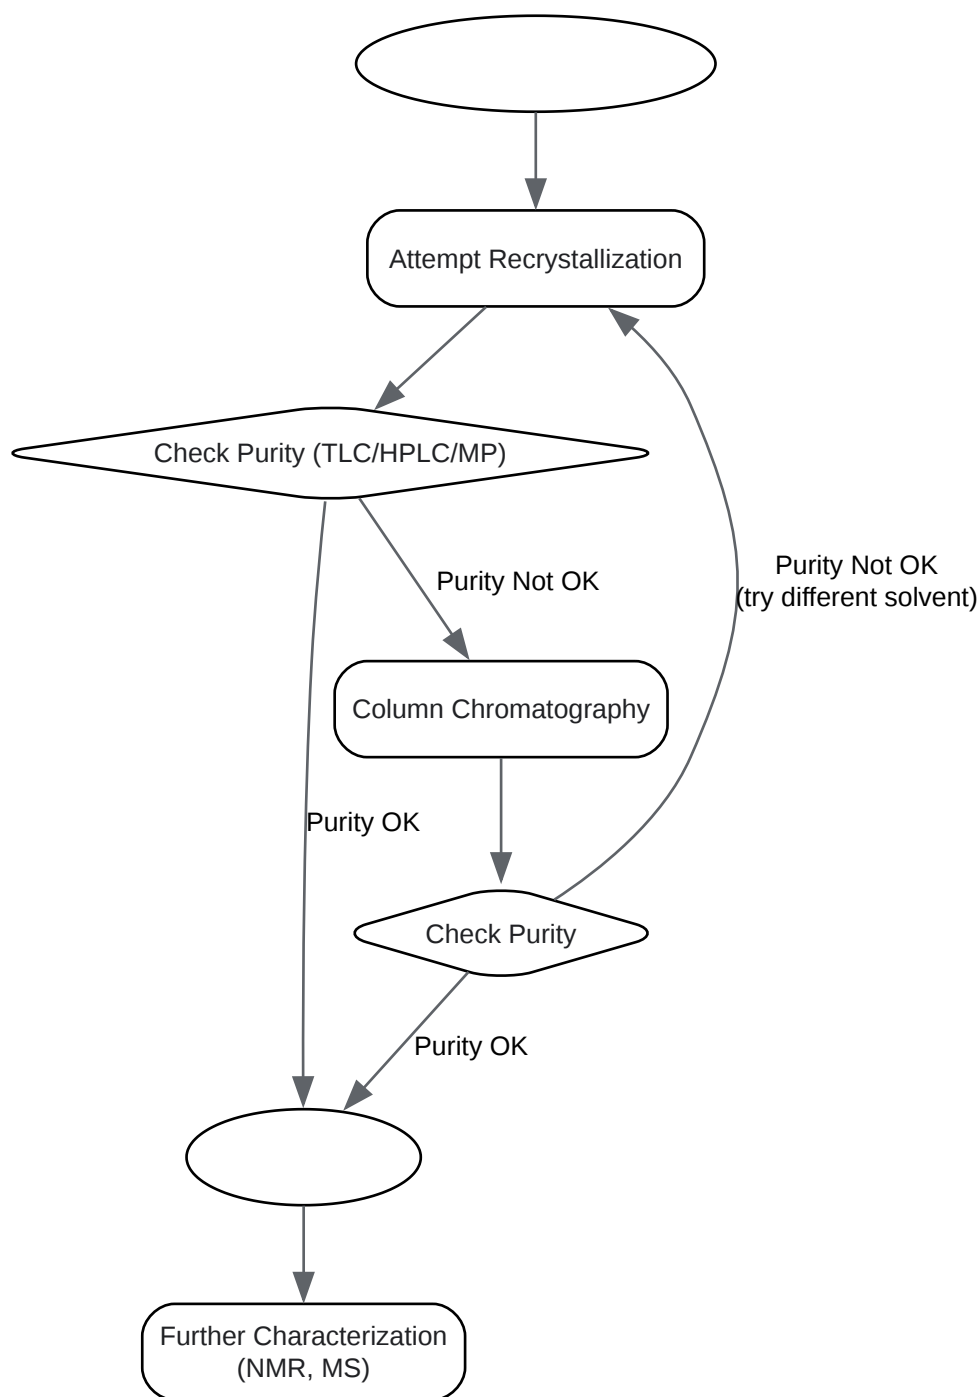 Attempt Recrystallization
Check Purity (TLC/HPLC/MP)
Purity Not OK
Purity Not OK
(try different solvent)
Column Chromatography
Purity OK
Check Purity
Purity OK
Further Characterization
(NMR, MS)